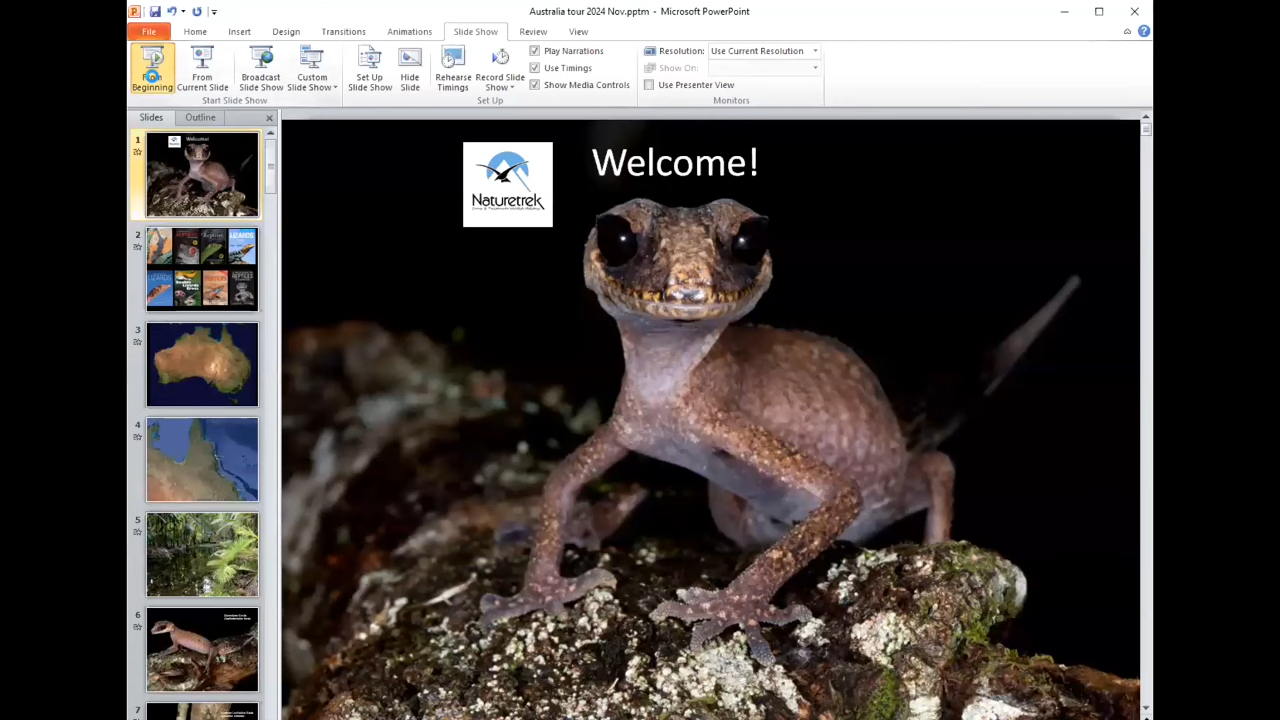 Australia tour 2024 Nov.pptm - Microsoft PowerPoint
File Home Insert Design Transitions Animations Slide Show Review View
From Beginning
From Current Slide
Broadcast Slide Show
Custom Slide Show
Start Slide Show
Set Up Slide Show
Hide Slide
Rehearse Timings
Record Slide Show
Play Narrations
Use Timings
Show Media Controls
Set Up
Resolution: Use Current Resolution
Show On:
Use Presenter View
Monitors
Slides Outline
1
2
3
4
5
6
7
Welcome!
Naturetrek